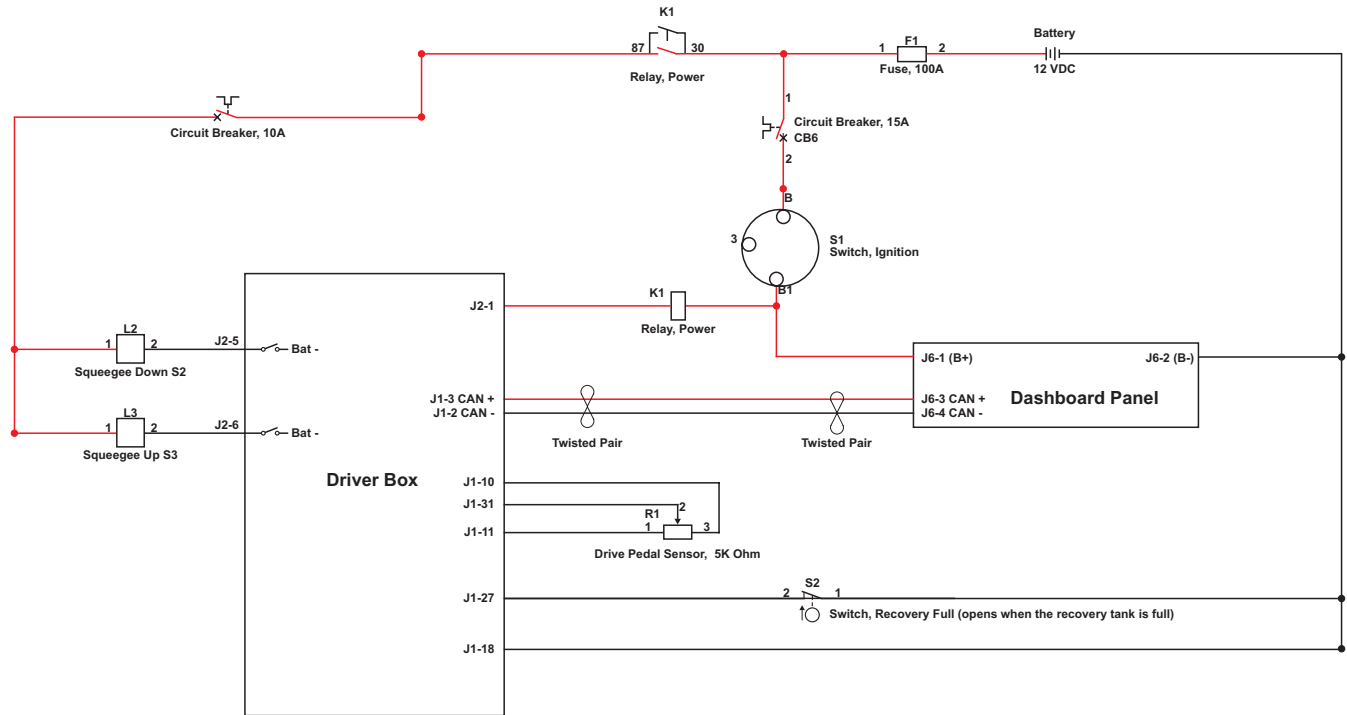 K1
87 30
Relay, Power
1 F1 2
Fuse, 100A
Battery
12 VDC
Circuit Breaker, 10A
1
Circuit Breaker, 15A
CB6
2
B
3
S1
Switch, Ignition
B1
J2-1
K1
Relay, Power
L2
1 2
J2-5
Bat -
Squeegee Down S2
J6-1 (B+)
J6-2 (B-)
J1-3 CAN +
J6-3 CAN +
Dashboard Panel
J1-2 CAN -
J6-4 CAN -
L3
1 2
J2-6
Bat -
Squeegee Up S3
Twisted Pair
Twisted Pair
Driver Box
J1-10
J1-31
2
R1
J1-11
1 3
Drive Pedal Sensor, 5K Ohm
S2
J1-27
2 1
Switch, Recovery Full (opens when the recovery tank is full)
J1-18